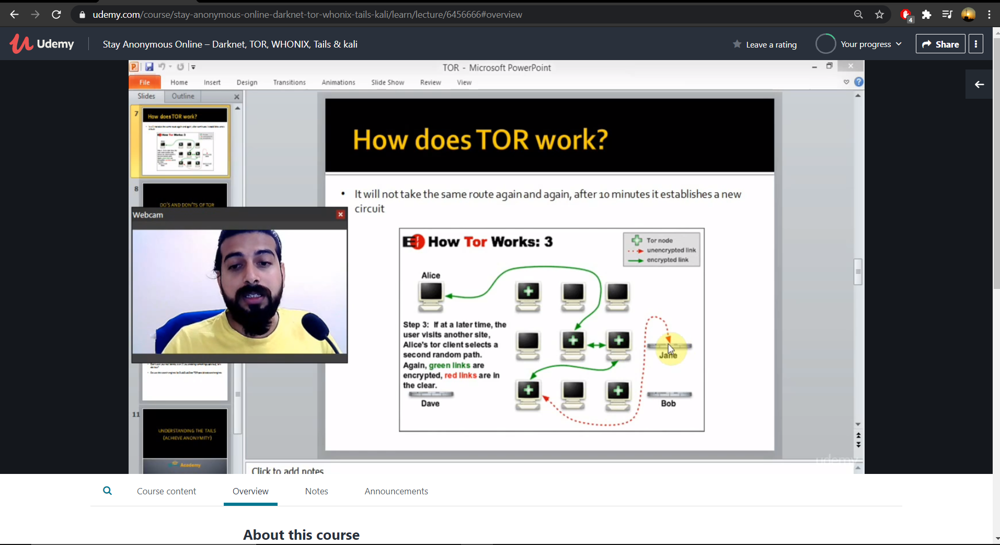 udemy.com/course/stay-anonymous-online-darknet-tor-whonix-tails-kali/learn/lecture/6456666#overview
4
Udemy
Stay Anonymous Online – Darknet, TOR, WHONIX, Tails & kali
Leave a rating
Your progress
Share
TOR - Microsoft PowerPoint
File
Home
Insert
Design
Transitions
Animations
Slide Show
Review
View
Slides
Outline
7
How does TOR work?
How Tor Works: 3
8
DO'S AND DON'TS OF TOR
Webcam
11
UNDERSTANDING THE TAILS
(ACHIEVE ANONYMITY)
Academy
How does TOR work?
• It will not take the same route again and again, after 10 minutes it establishes a new
circuit
EFF How Tor Works: 3
Tor node
unencrypted link
encrypted link
Alice
Step 3: If at a later time, the
user visits another site,
Alice's tor client selects a
second random path.
Again, green links are
encrypted, red links are in
the clear.
Dave
Jane
Bob
udemy
Click to add notes
Course content
Overview
Notes
Announcements
About this course